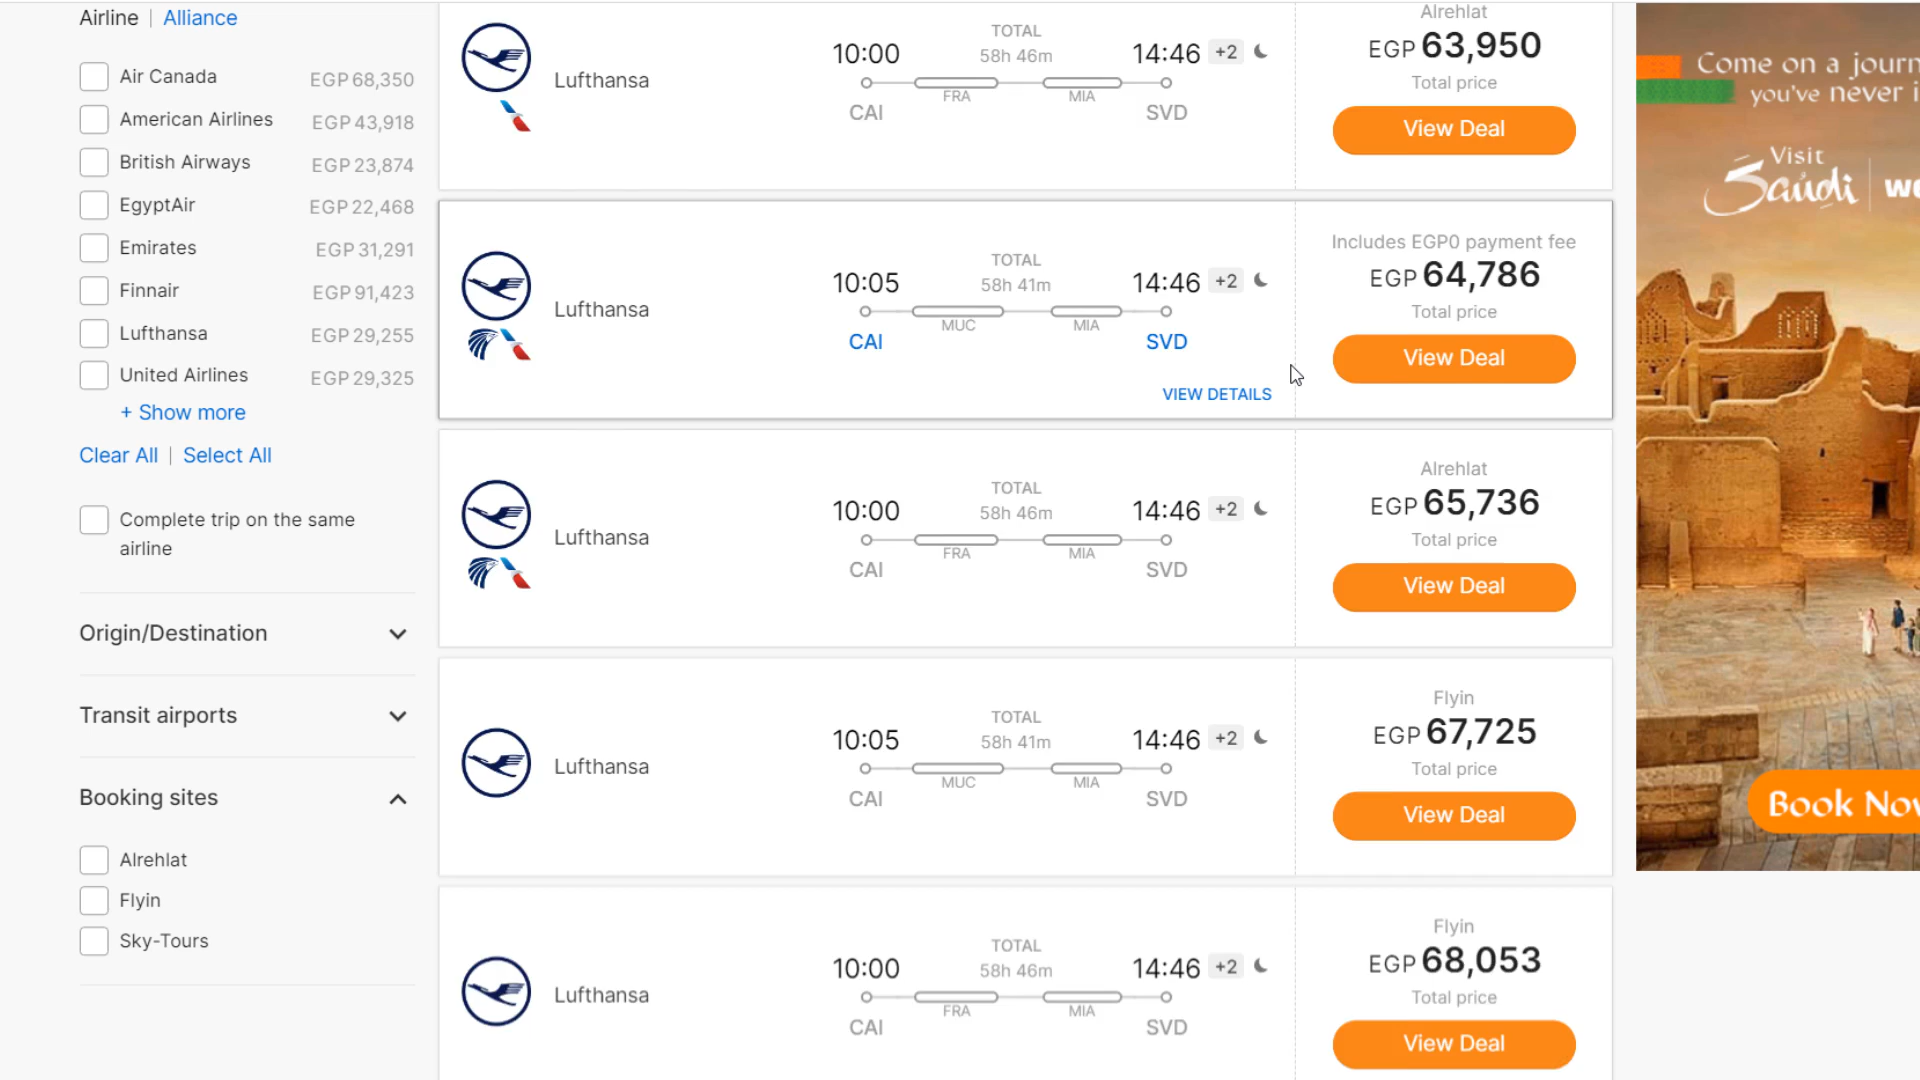 Airline | Alliance
Air Canada EGP 68,350
American Airlines EGP 43,918
British Airways EGP 23,874
EgyptAir EGP 22,468
Emirates EGP 31,291
Finnair EGP 91,423
Lufthansa EGP 29,255
United Airlines EGP 29,325
+ Show more
Clear All | Select All
Complete trip on the same
airline
Origin/Destination
Transit airports
Booking sites
Alrehlat
Flyin
Sky-Tours
Lufthansa
10:00
TOTAL
58h 46m
14:46 +2
FRA MIA
CAI SVD
Alrehlat
EGP 63,950
Total price
View Deal
Lufthansa
10:05
TOTAL
58h 41m
14:46 +2
MUC MIA
CAI SVD
VIEW DETAILS
Includes EGP0 payment fee
EGP 64,786
Total price
View Deal
Lufthansa
10:00
TOTAL
58h 46m
14:46 +2
FRA MIA
CAI SVD
Alrehlat
EGP 65,736
Total price
View Deal
Lufthansa
10:05
TOTAL
58h 41m
14:46 +2
MUC MIA
CAI SVD
Flyin
EGP 67,725
Total price
View Deal
Lufthansa
10:00
TOTAL
58h 46m
14:46 +2
FRA MIA
CAI SVD
Flyin
EGP 68,053
Total price
View Deal
Come on a journ
you've never i
Visit
Saudi | we
Book Now